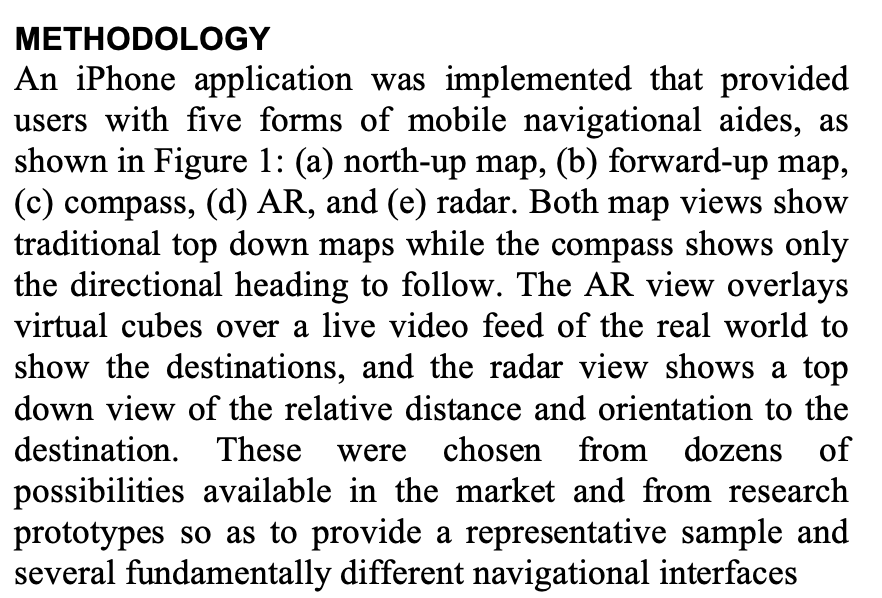 METHODOLOGY
An iPhone application was implemented that provided
users with five forms of mobile navigational aides, as
shown in Figure 1: (a) north-up map, (b) forward-up map,
(c) compass, (d) AR, and (e) radar. Both map views show
traditional top down maps while the compass shows only
the directional heading to follow. The AR view overlays
virtual cubes over a live video feed of the real world to
show the destinations, and the radar view shows a top
down view of the relative distance and orientation to the
destination. These were chosen from dozens of
possibilities available in the market and from research
prototypes so as to provide a representative sample and
several fundamentally different navigational interfaces